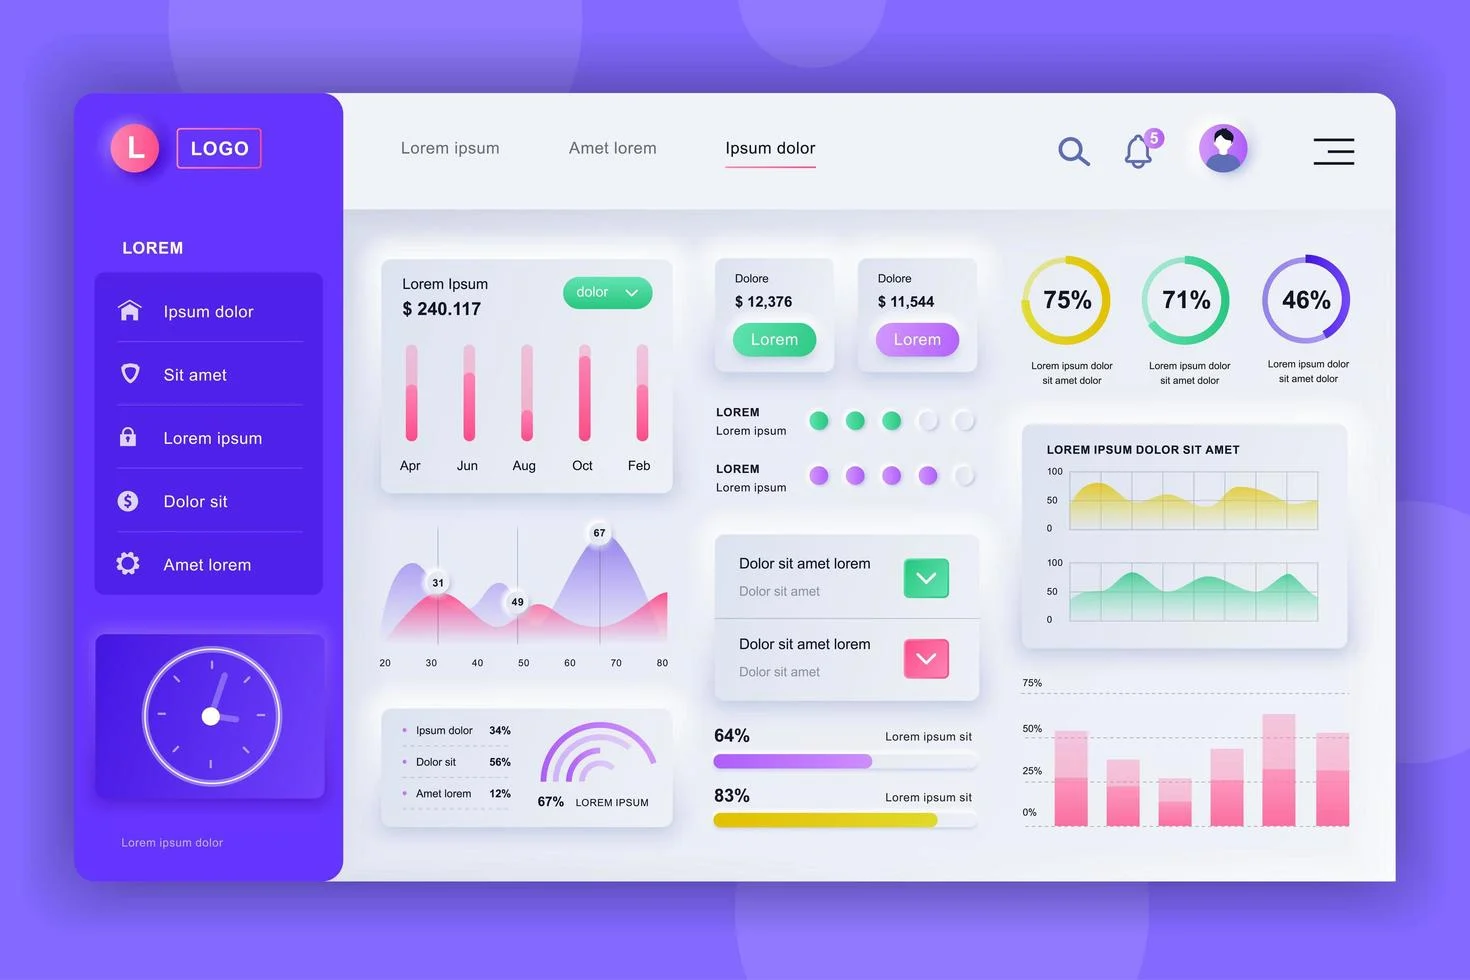 L
LOGO
Lorem ipsum
Amet lorem
Ipsum dolor
5
LOREM
Ipsum dolor
Sit amet
Lorem ipsum
$
Dolor sit
Amet lorem
Lorem ipsum dolor
Lorem Ipsum
$ 240.117
dolor
Apr Jun Aug Oct Feb
67
31
49
20 30 40 50 60 70 80
Ipsum dolor 34%
Dolor sit 56%
Amet lorem 12%
67% LOREM IPSUM
Dolore
$ 12,376
Lorem
Dolore
$ 11,544
Lorem
LOREM
Lorem ipsum
LOREM
Lorem ipsum
Dolor sit amet lorem
Dolor sit amet
Dolor sit amet lorem
Dolor sit amet
64% Lorem ipsum sit
83% Lorem ipsum sit
75%
Lorem ipsum dolor
sit amet dolor
71%
Lorem ipsum dolor
sit amet dolor
46%
Lorem ipsum dolor
sit amet dolor
LOREM IPSUM DOLOR SIT AMET
100
50
0
100
50
0
75%
50%
25%
0%